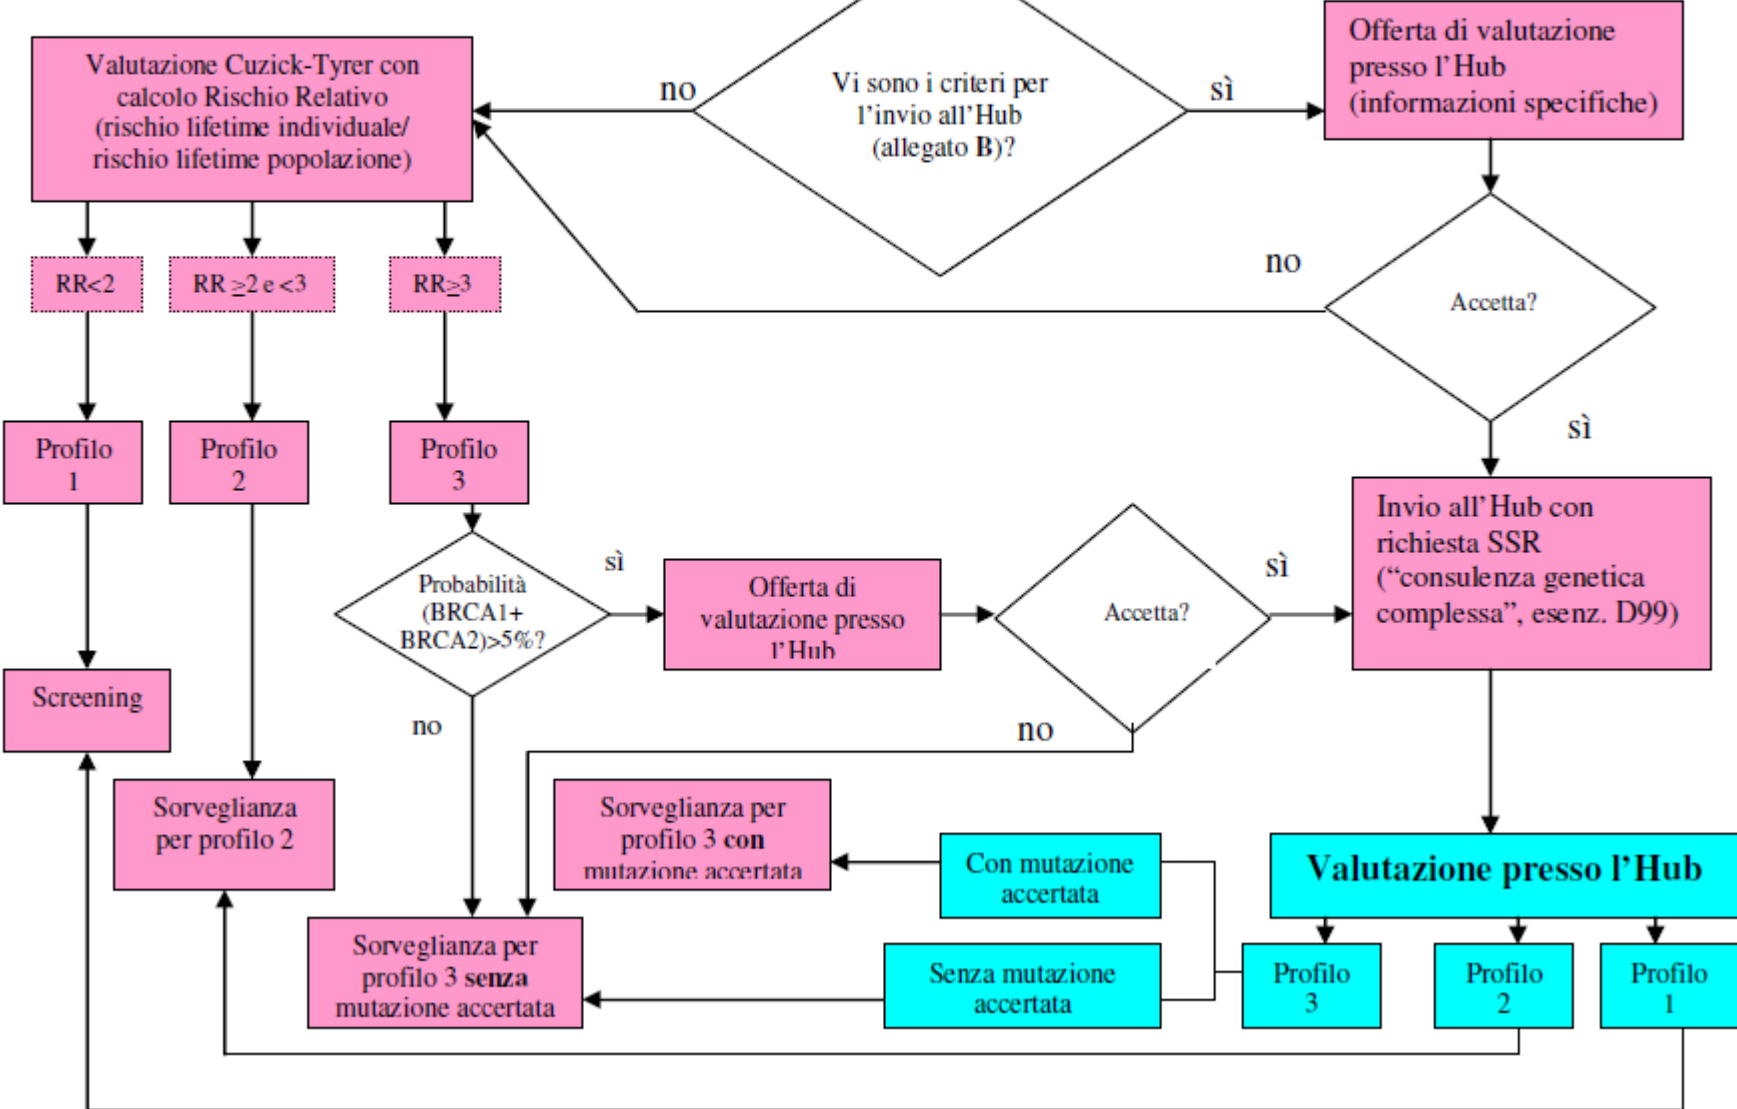 Valutazione Cuzick-Tyrer con
calcolo Rischio Relativo
(rischio lifetime individuale/
rischio lifetime popolazione)
no
Vi sono i criteri per
l'invio all'Hub
(allegato B)?
sì
Offerta di valutazione
presso l'Hub
(informazioni specifiche)
RR<2
RR ≥2 e <3
RR≥3
no
Accetta?
sì
Profilo
1
Profilo
2
Profilo
3
Probabilità
(BRCA1+
BRCA2)>5%?
sì
Offerta di
valutazione presso
l'Hub
Accetta?
sì
Invio all'Hub con
richiesta SSR
("consulenza genetica
complessa", esenz. D99)
Screening
no
no
Sorveglianza
per profilo 2
Sorveglianza per
profilo 3 con
mutazione accertata
Con mutazione
accertata
Valutazione presso l'Hub
Sorveglianza per
profilo 3 senza
mutazione accertata
Senza mutazione
accertata
Profilo
3
Profilo
2
Profilo
1